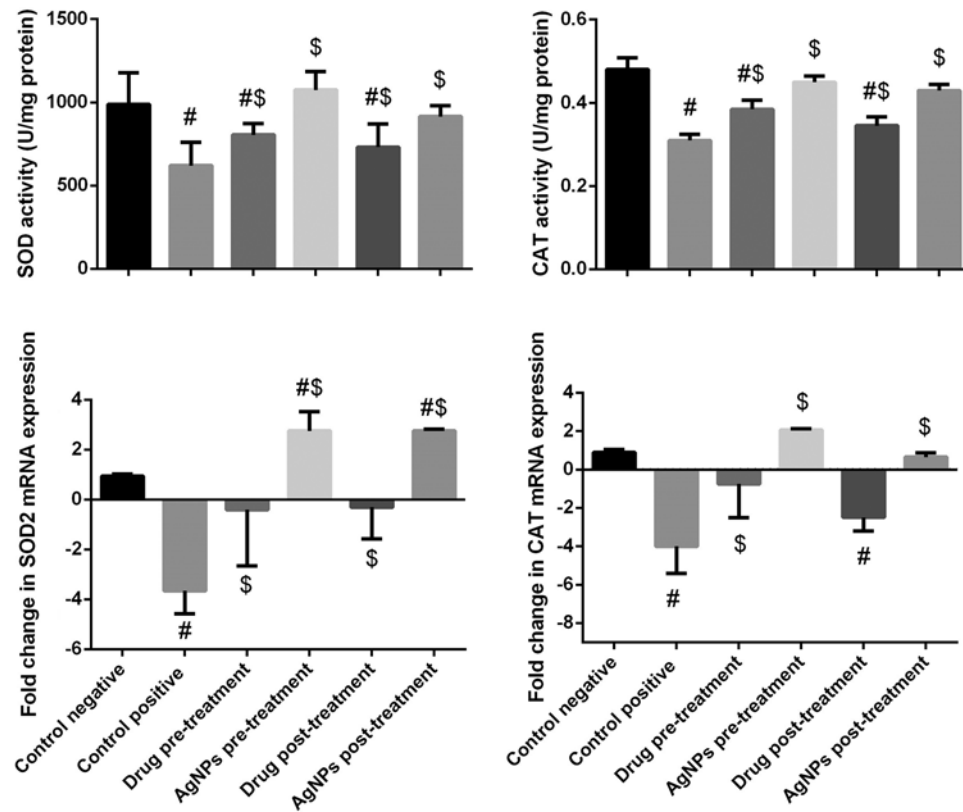 SOD activity (U/mg protein)
1500
1000
500
0
#
#$
$
#$
$
CAT activity (U/mg protein)
0.6
0.4
0.2
0.0
#
#$
$
#$
$
Fold change in SOD2 mRNA expression
4
2
0
-2
-4
-6
#
$
#$
$
#$
Fold change in CAT mRNA expression
4
2
0
-2
-4
-6
-8
#
$
$
#
$
Control negative
Control positive
Drug pre-treatment
AgNPs pre-treatment
Drug post-treatment
AgNPs post-treatment
Control negative
Control positive
Drug pre-treatment
AgNPs pre-treatment
Drug post-treatment
AgNPs post-treatment